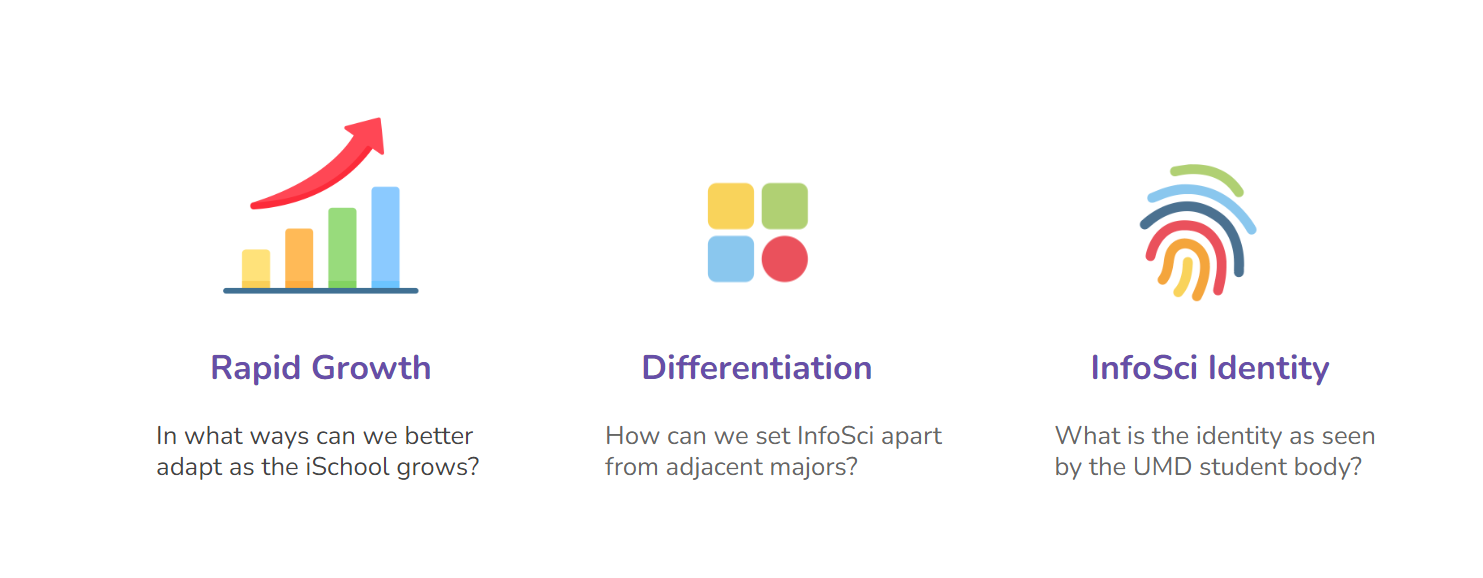 Rapid Growth
In what ways can we better
adapt as the iSchool grows?
Differentiation
How can we set InfoSci apart
from adjacent majors?
InfoSci Identity
What is the identity as seen
by the UMD student body?